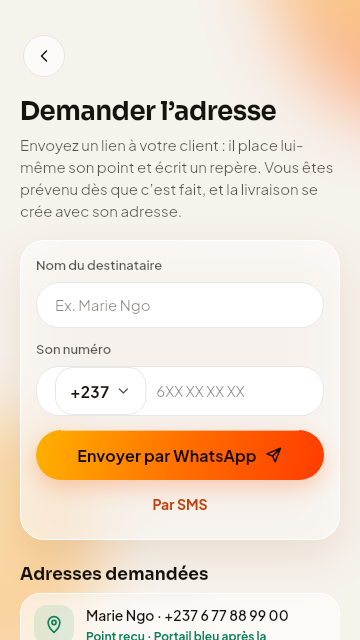 Demander l’adresse
Envoyez un lien à votre client : il place lui-
même son point et écrit un repère. Vous êtes
prévenu dès que c’est fait, et la livraison se
crée avec son adresse.
Nom du destinataire
Ex. Marie Ngo
Son numéro
+237 6XX XX XX XX
Envoyer par WhatsApp
Par SMS
Adresses demandées
Marie Ngo · +237 6 77 88 99 00
Point reçu · Portail bleu après la